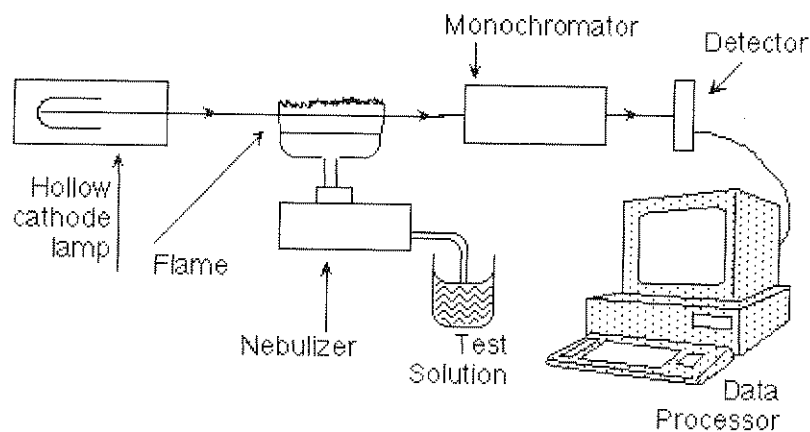 Monochromator
Detector
Hollow
cathode
lamp
Flame
Nebulizer
Test
Solution
Data
Processor